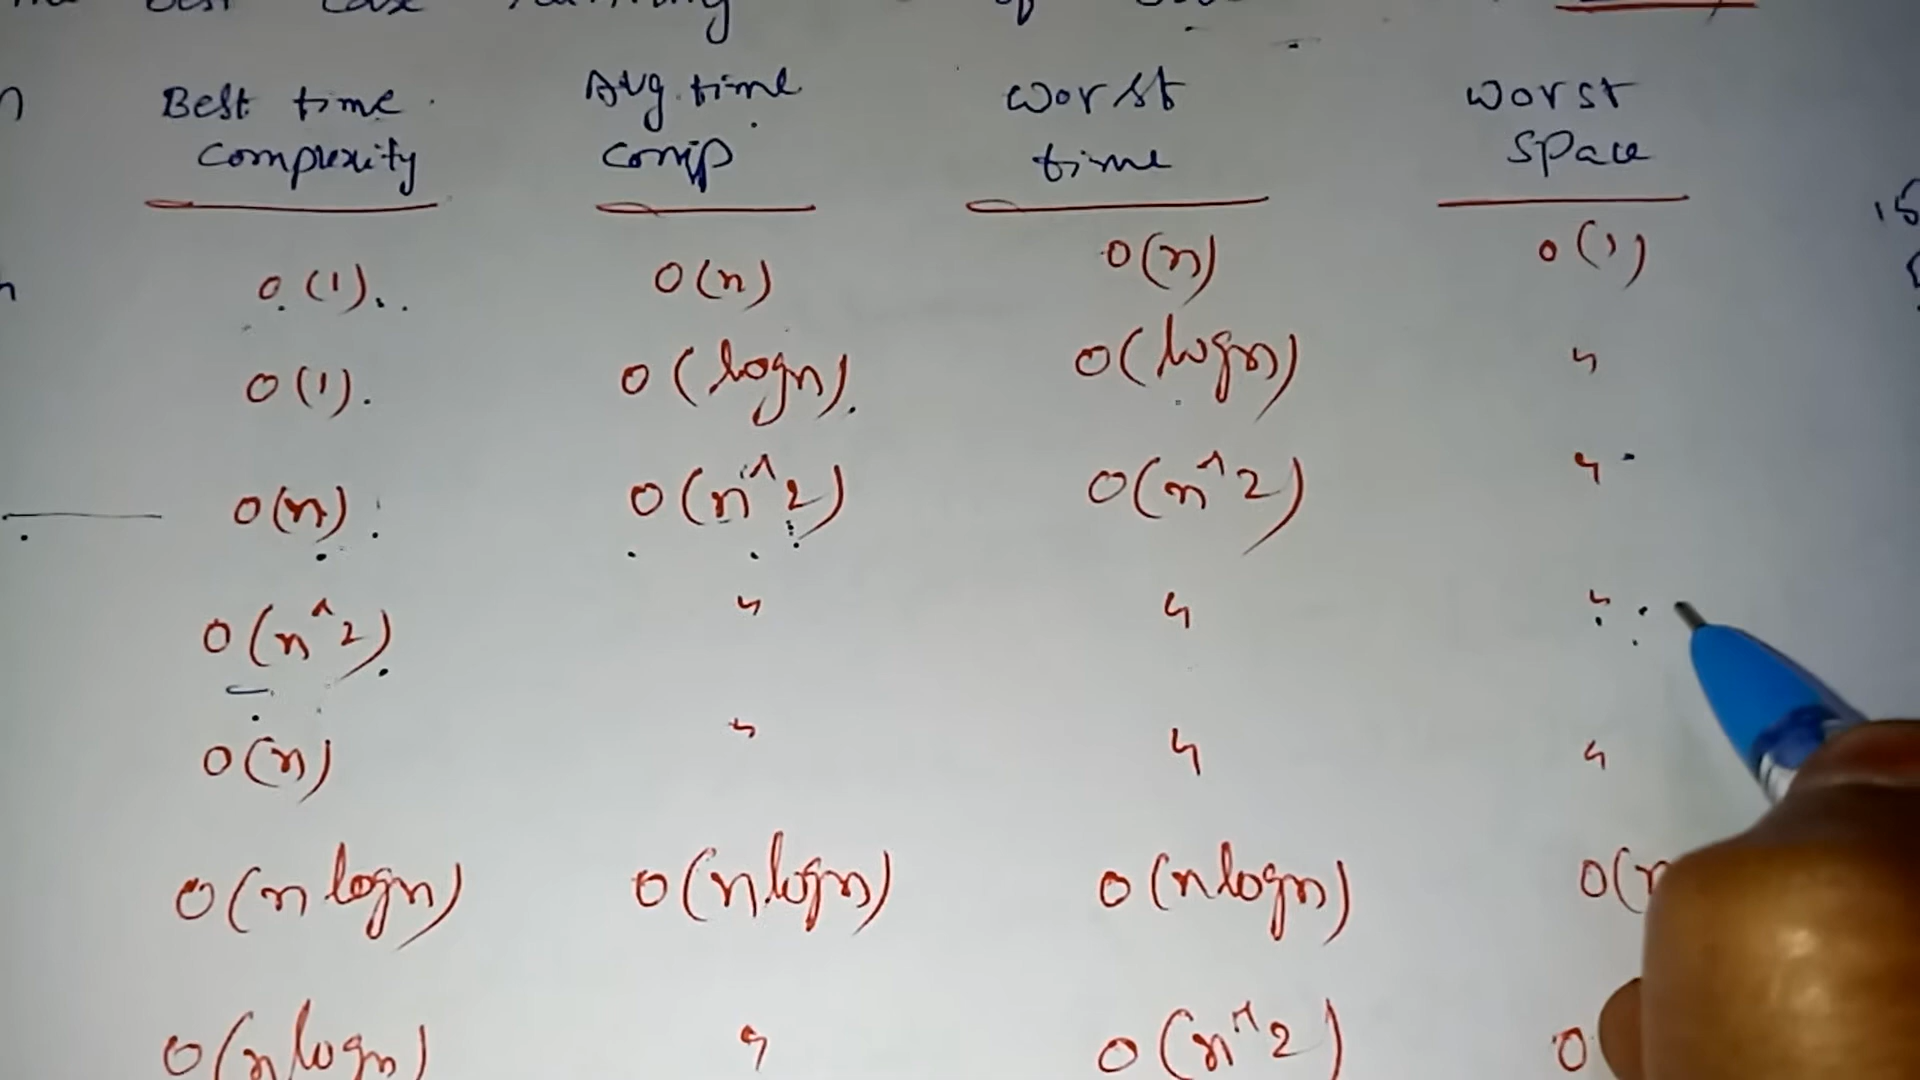 of
n Best time Avg. time worst worst
complexity comp time space
O(1). O(n) O(n) O(1)
O(1). O(logn). O(logn) "
O(n) O(n^2) O(n^2) "
O(n^2) " " "
O(n) " " "
O(nlogn) O(nlogn) O(nlogn) O(n
O(nlogn) " O(n^2) O